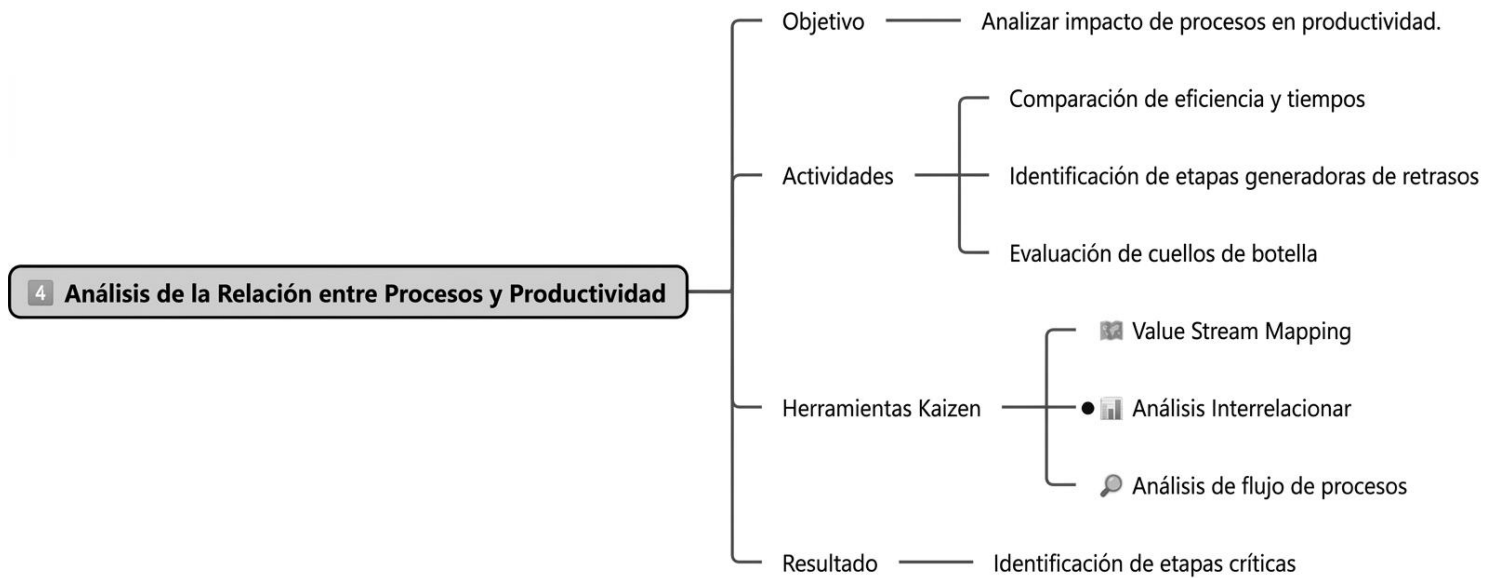 Objetivo
Analizar impacto de procesos en productividad.
Comparación de eficiencia y tiempos
Actividades
Identificación de etapas generadoras de retrasos
Evaluación de cuellos de botella
4 Análisis de la Relación entre Procesos y Productividad
Value Stream Mapping
Herramientas Kaizen
Análisis Interrelacionar
Análisis de flujo de procesos
Resultado
Identificación de etapas críticas